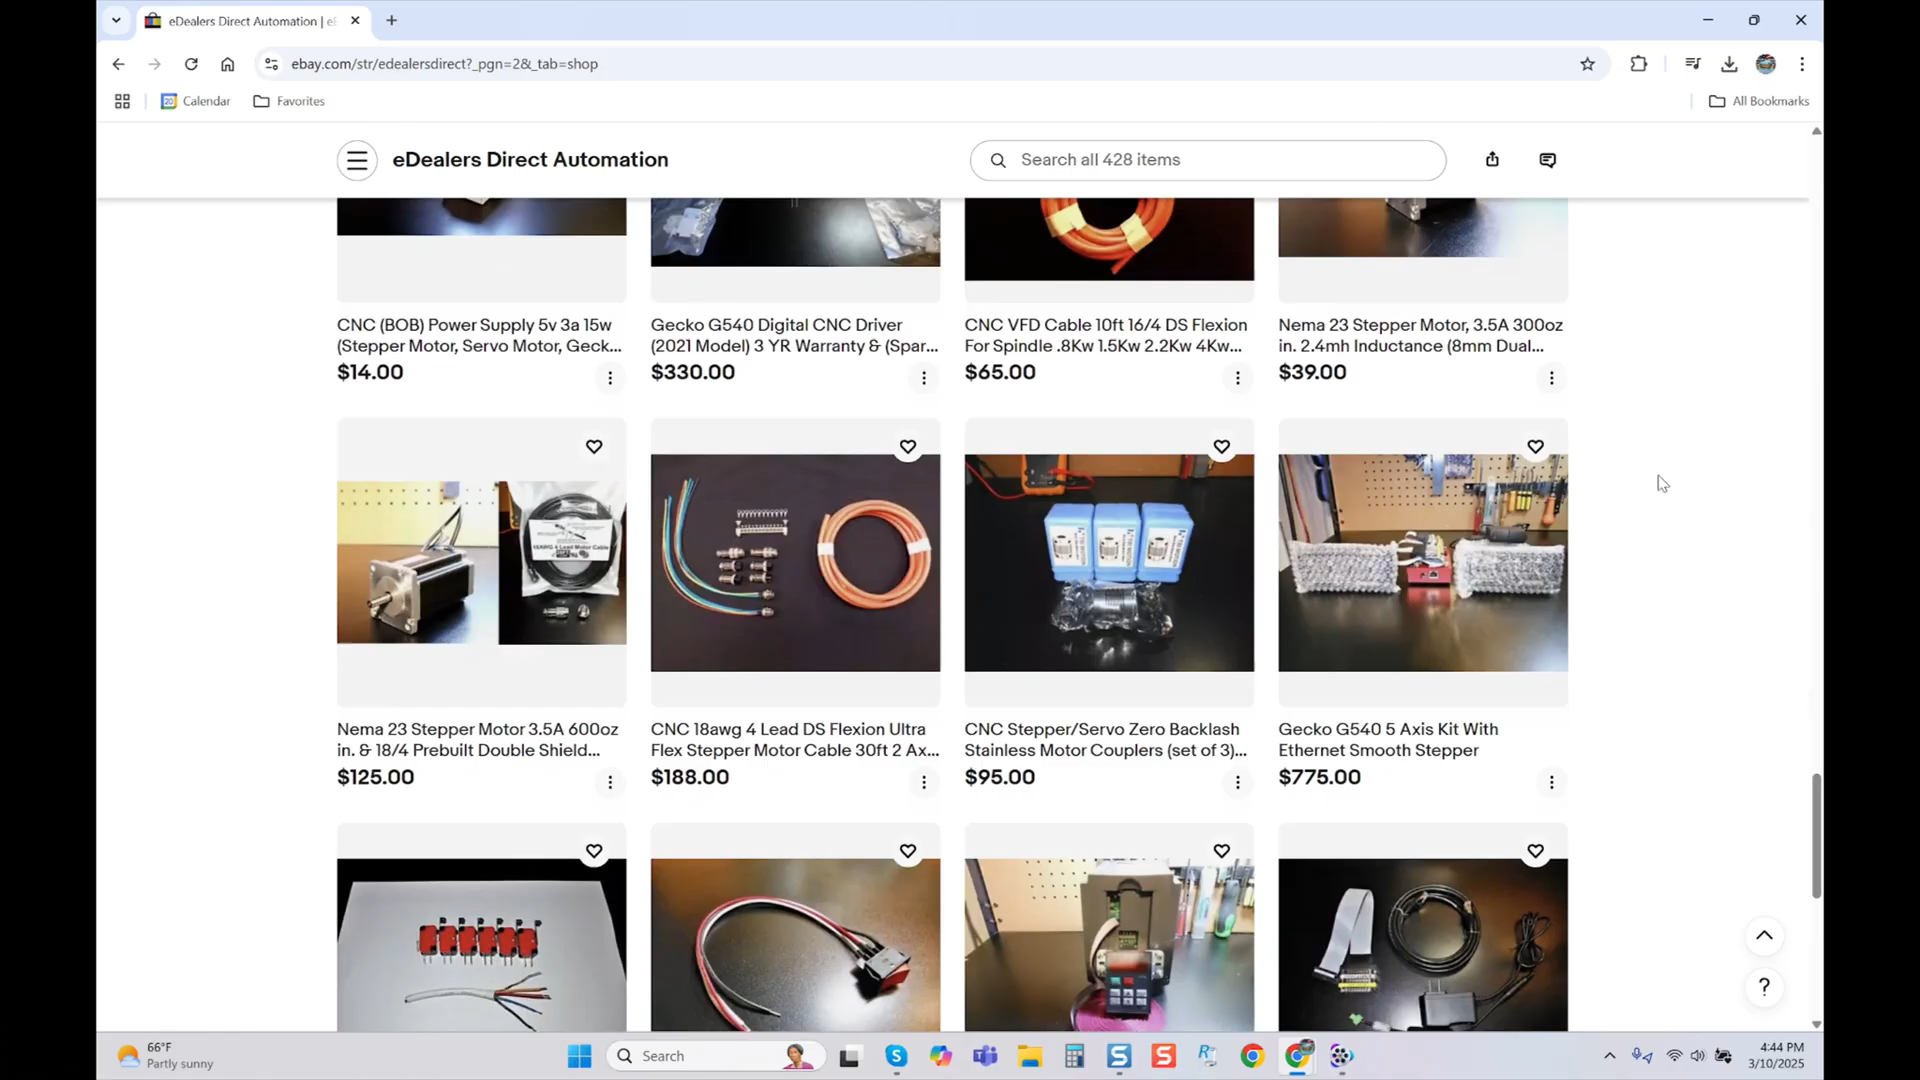 eDealers Direct Automation | eB
ebay.com/str/edealersdirect?_pgn=2&_tab=shop
Calendar
Favorites
All Bookmarks
eDealers Direct Automation
Search all 428 items
CNC (BOB) Power Supply 5v 3a 15w
(Stepper Motor, Servo Motor, Geck...
$14.00
Gecko G540 Digital CNC Driver
(2021 Model) 3 YR Warranty & (Spar...
$330.00
CNC VFD Cable 10ft 16/4 DS Flexion
For Spindle .8Kw 1.5Kw 2.2Kw 4Kw...
$65.00
Nema 23 Stepper Motor, 3.5A 300oz
in. 2.4mh Inductance (8mm Dual...
$39.00
Nema 23 Stepper Motor 3.5A 600oz
in. & 18/4 Prebuilt Double Shield...
$125.00
CNC 18awg 4 Lead DS Flexion Ultra
Flex Stepper Motor Cable 30ft 2 Ax...
$188.00
CNC Stepper/Servo Zero Backlash
Stainless Motor Couplers (set of 3)...
$95.00
Gecko G540 5 Axis Kit With
Ethernet Smooth Stepper
$775.00
66°F
Partly sunny
Search
4:44 PM
3/10/2025